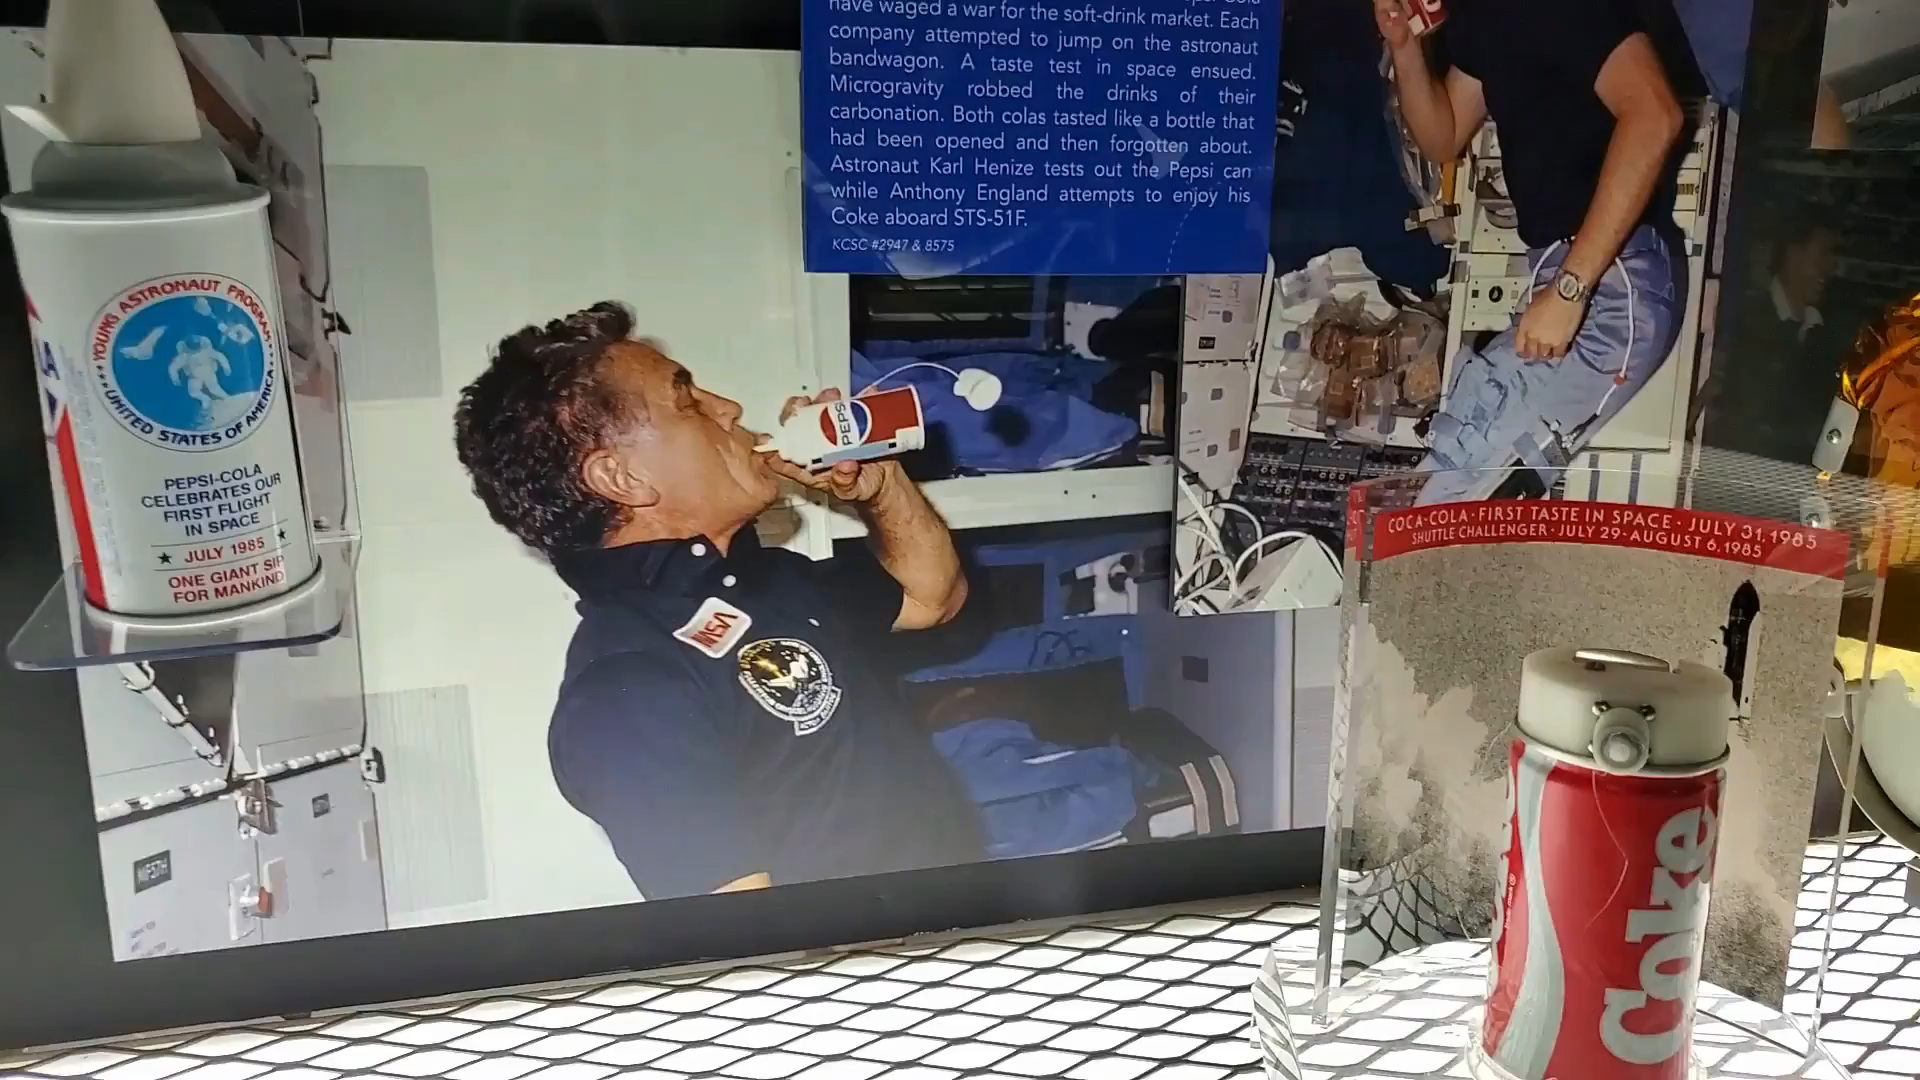 have waged a war for the soft-drink market. Each
company attempted to jump on the astronaut
bandwagon. A taste test in space ensued.
Microgravity robbed the drinks of their
carbonation. Both colas tasted like a bottle that
had been opened and then forgotten about.
Astronaut Karl Henize tests out the Pepsi can
while Anthony England attempts to enjoy his
Coke aboard STS-51F.
KCSC #2947 & 8575
YOUNG ASTRONAUT PROGRAM
UNITED STATES OF AMERICA
PEPSI-COLA
CELEBRATES OUR
FIRST FLIGHT
IN SPACE
JULY 1985
ONE GIANT SIP
FOR MANKIND
PEPSI
NASA
MF57H
COCA-COLA · FIRST TASTE IN SPACE · JULY 31, 1985
SHUTTLE CHALLENGER · JULY 29 - AUGUST 6, 1985
Coke